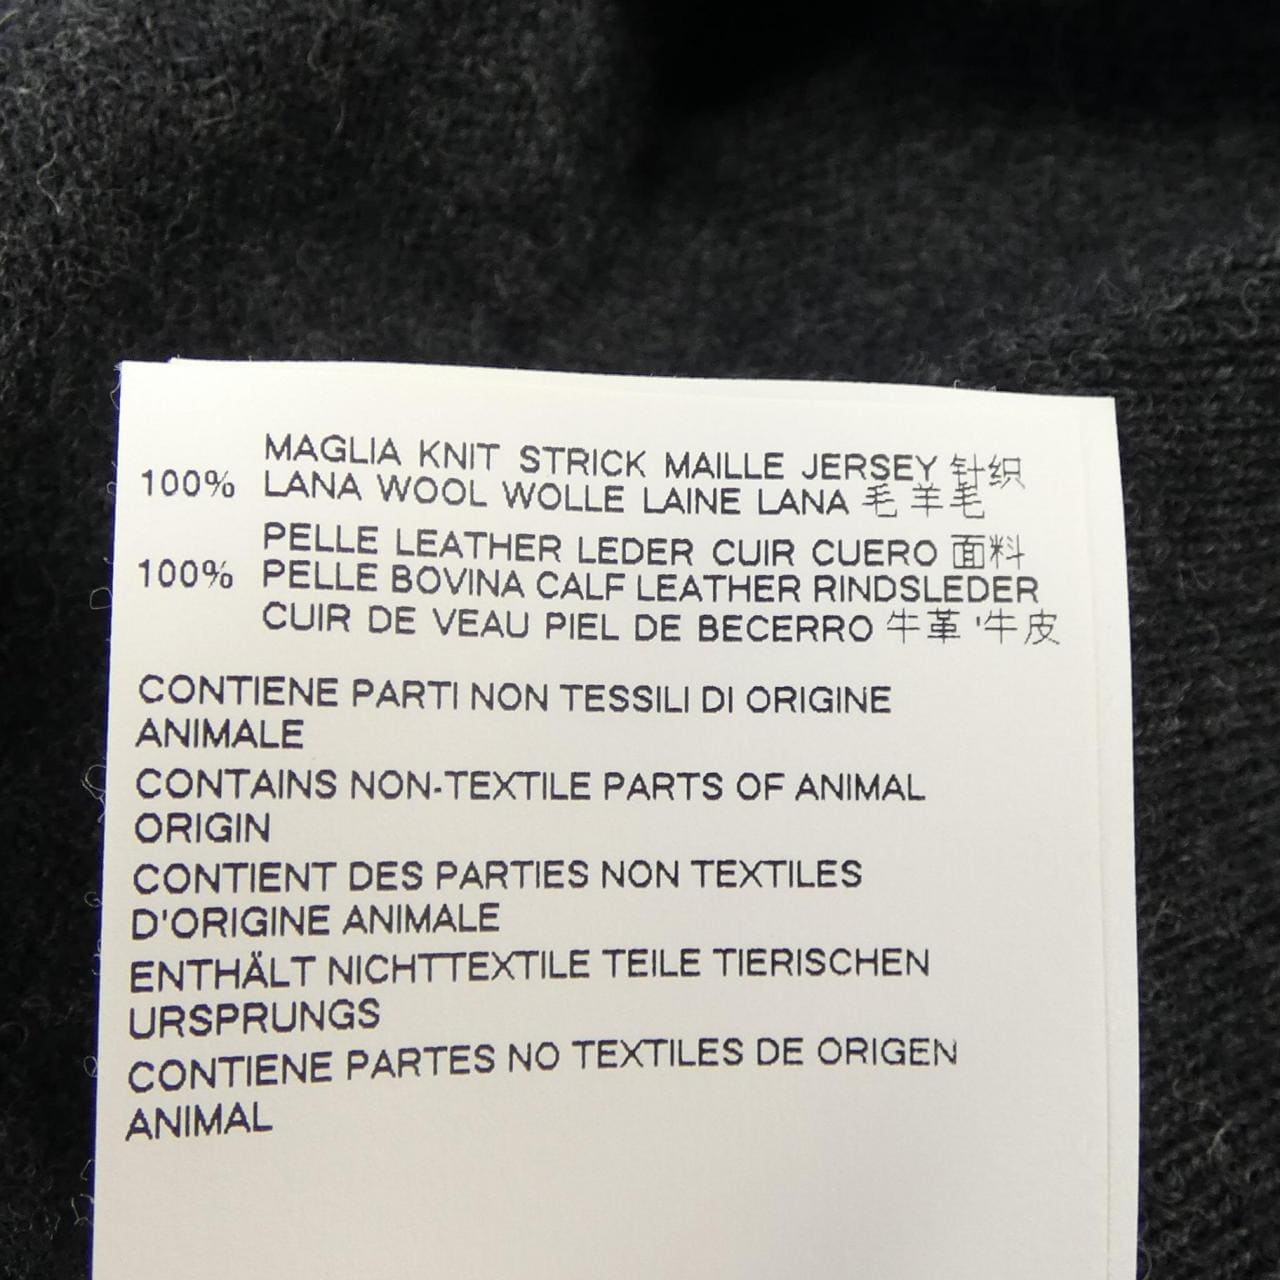 MAGLIA KNIT STRICK MAILLE JERSEY 针织
100% LANA WOOL WOLLE LAINE LANA 毛 羊毛
PELLE LEATHER LEDER CUIR CUERO 面料
100% PELLE BOVINA CALF LEATHER RINDSLEDER
CUIR DE VEAU PIEL DE BECERRO 牛革 '牛皮
CONTIENE PARTI NON TESSILI DI ORIGINE
ANIMALE
CONTAINS NON-TEXTILE PARTS OF ANIMAL
ORIGIN
CONTIENT DES PARTIES NON TEXTILES
D'ORIGINE ANIMALE
ENTHÄLT NICHTTEXTILE TEILE TIERISCHEN
URSPRUNGS
CONTIENE PARTES NO TEXTILES DE ORIGEN
ANIMAL